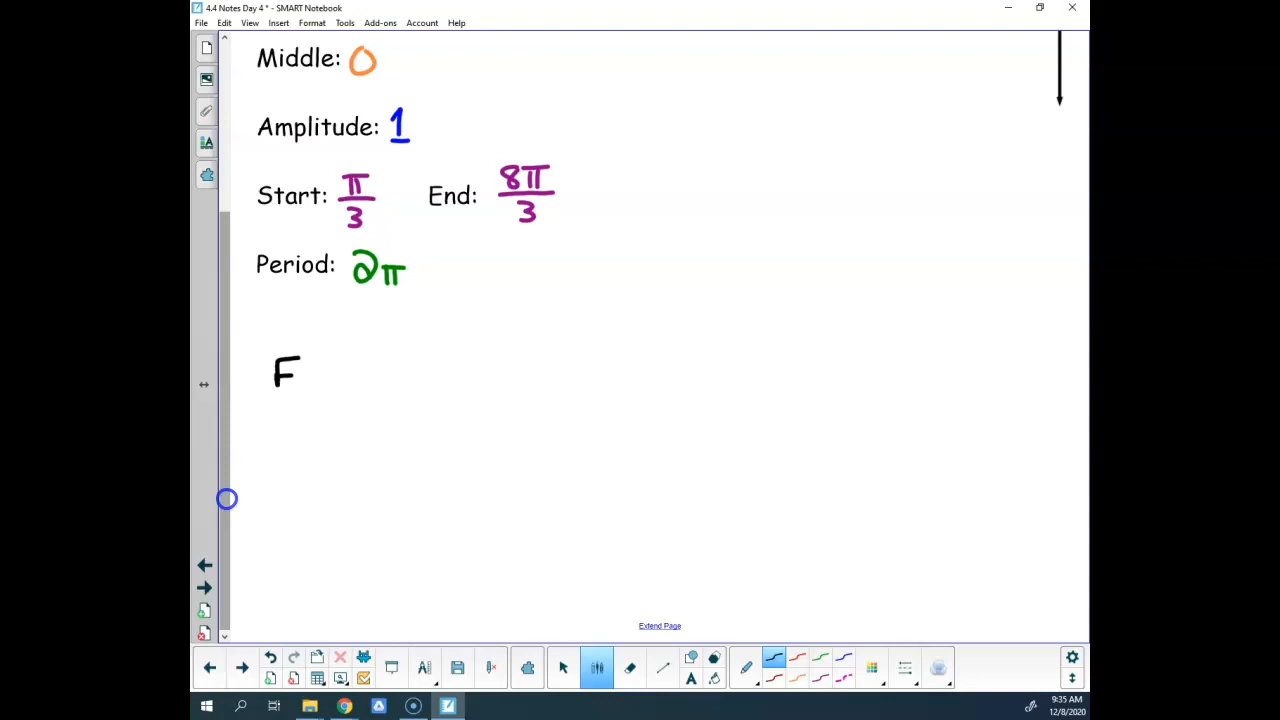 4.4 Notes Day 4 * - SMART Notebook
File Edit View Insert Format Tools Add-ons Account Help
Middle: 0
Amplitude: 1
Start: π/3 End: 8π/3
Period: 2π
F
Extend Page
9:35 AM
12/8/2020